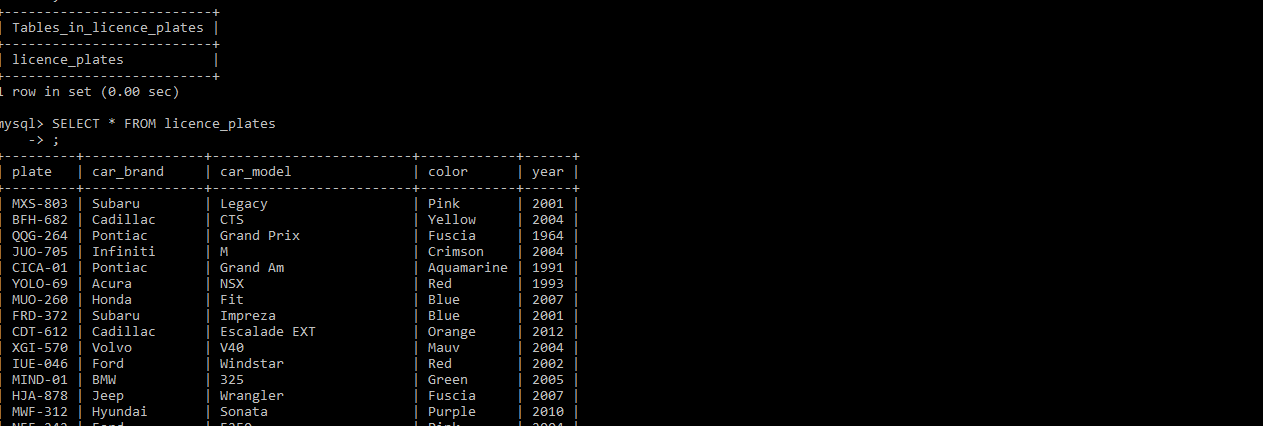 +--------------------------+
| Tables_in_licence_plates |
+--------------------------+
| licence_plates           |
+--------------------------+
1 row in set (0.00 sec)
mysql> SELECT * FROM licence_plates
    -> ;
+---------+---------------+-------------------------+------------+------+
| plate   | car_brand     | car_model               | color      | year |
+---------+---------------+-------------------------+------------+------+
| MXS-803 | Subaru        | Legacy                  | Pink       | 2001 |
| BFH-682 | Cadillac      | CTS                     | Yellow     | 2004 |
| QQG-264 | Pontiac       | Grand Prix              | Fuscia     | 1964 |
| JUO-705 | Infiniti      | M                       | Crimson    | 2004 |
| CICA-01 | Pontiac       | Grand Am                | Aquamarine | 1991 |
| YOLO-69 | Acura         | NSX                     | Red        | 1993 |
| MUO-260 | Honda         | Fit                     | Blue       | 2007 |
| FRD-372 | Subaru        | Impreza                 | Blue       | 2001 |
| CDT-612 | Cadillac      | Escalade EXT            | Orange     | 2012 |
| XGI-570 | Volvo         | V40                     | Mauv       | 2004 |
| IUE-046 | Ford          | Windstar                | Red        | 2002 |
| MIND-01 | BMW           | 325                     | Green      | 2005 |
| HJA-878 | Jeep          | Wrangler                | Fuscia     | 2007 |
| MWF-312 | Hyundai       | Sonata                  | Purple     | 2010 |